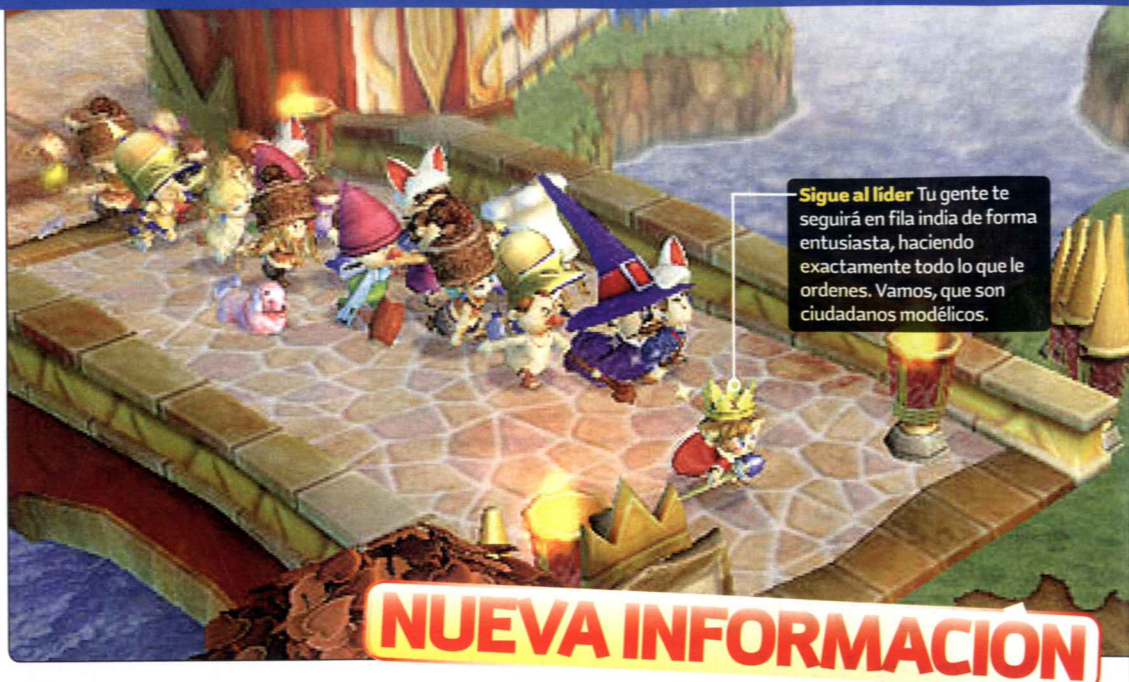 Sigue al líder Tu gente te
seguirá en fila india de forma
entusiasta, haciendo
exactamente todo lo que le
ordenes. Vamos, que son
ciudadanos modélicos.
NUEVA INFORMACIÓN